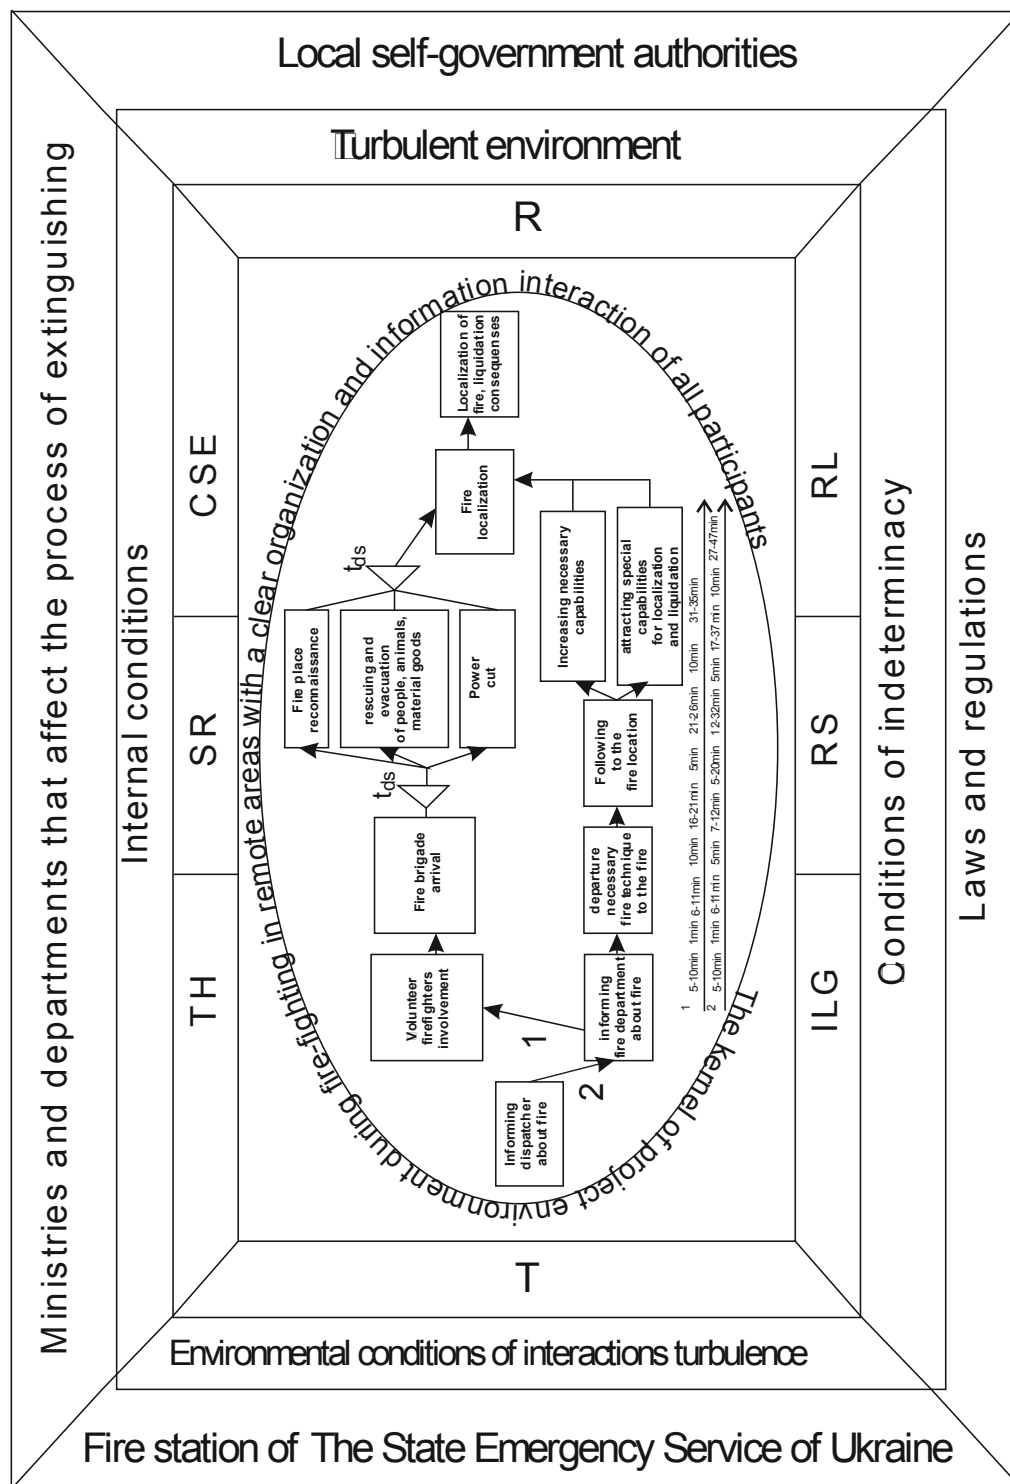 Local self-government authorities
Turbulent environment
R
Ministries and departments that affect the process of extinguishing
Internal conditions
CSE
SR
TH
The kernel of project environment during fire-fighting in remote areas with a clear organization and information interaction of all participants
Localization of
fire, liquidation
consequenses
Fire
localization
t ds
Fire place
reconnaissance
rescuing and
evacuation
of people, animals,
material goods
Power
cut
t ds
Fire brigade
arrival
Volunteer
firefighters
involvement
1
2
Informing
dispatcher
about fire
informing
fire department
about fire
departure
necessary
fire technique
to the fire
Following
to the
fire location
Increasing necessary
capabilities
attracting special
capabilities
for localization
and liquidation
1 5-10min 1min 6-11min 10min 16-21min 5min 21-26min 10min 31-35min
2 5-10min 1min 6-11min 5min 7-12min 5-20min 12-32min 5min 17-37min 10min 27-47min
RL
RS
ILG
Conditions of indeterminacy
Laws and regulations
T
Environmental conditions of interactions turbulence
Fire station of The State Emergency Service of Ukraine